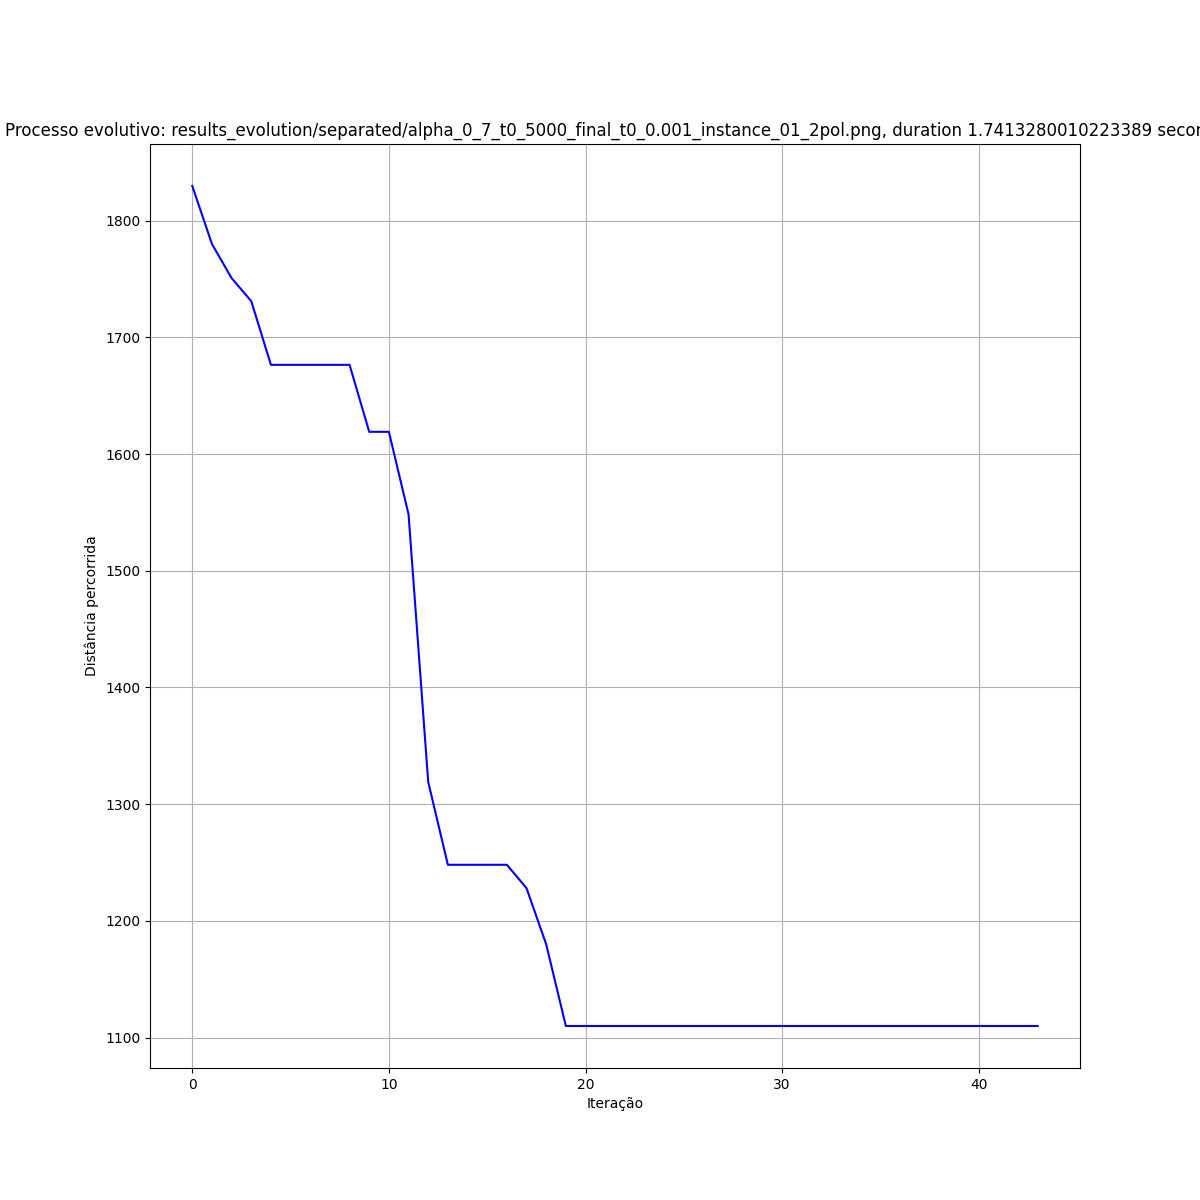 Processo evolutivo: results_evolution/separated/alpha_0_7_t0_5000_final_t0_0.001_instance_01_2pol.png, duration 1.7413280010223389
1800
1700
1600
1500
1400
1300
1200
1100
Distância percorrida
0 10 20 30 40
Iteração